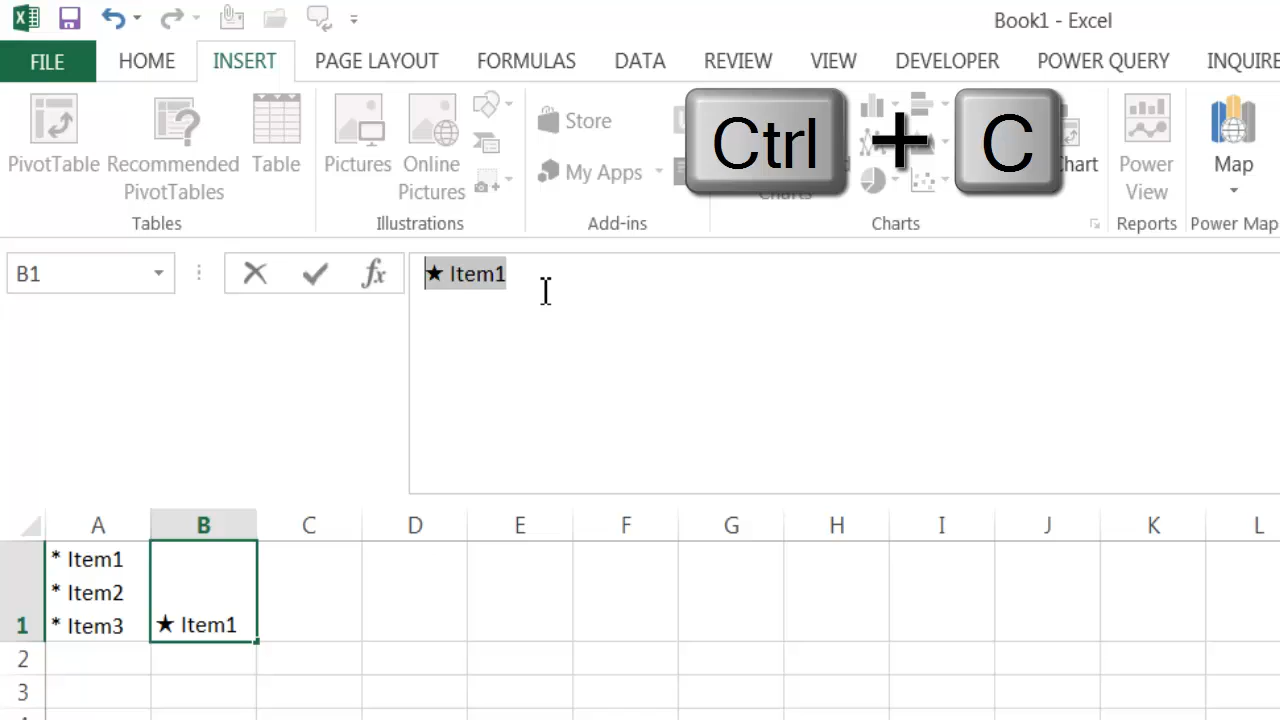 Book1 - Excel
FILE HOME INSERT PAGE LAYOUT FORMULAS DATA REVIEW VIEW DEVELOPER POWER QUERY INQUIRE
PivotTable Recommended PivotTables Table
Pictures Online Pictures
Store
My Apps
Ctrl + C
Charts
Chart
Power View
Map
Tables Illustrations Add-ins Charts Reports Power Map
B1 fx ★ Item1
A B C D E F G H I J K L
* Item1
* Item2
1 * Item3 ★ Item1
2
3